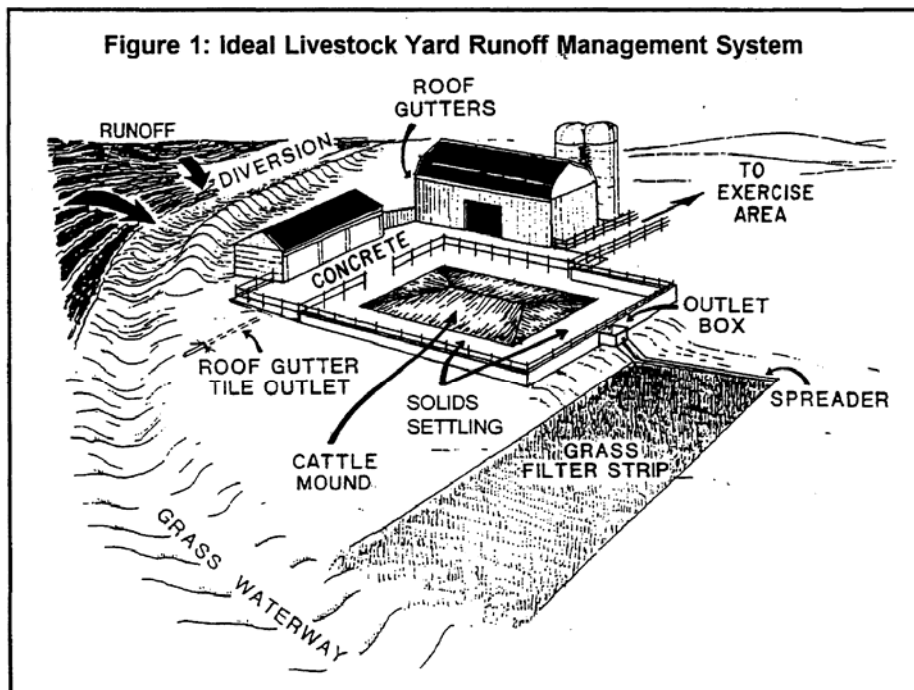 Figure 1: Ideal Livestock Yard Runoff Management System
ROOF
GUTTERS
RUNOFF
DIVERSION
TO
EXERCISE
AREA
CONCRETE
OUTLET
BOX
ROOF GUTTER
TILE OUTLET
SOLIDS
SETTLING
SPREADER
CATTLE
MOUND
GRASS
FILTER STRIP
GRASS WATERWAY